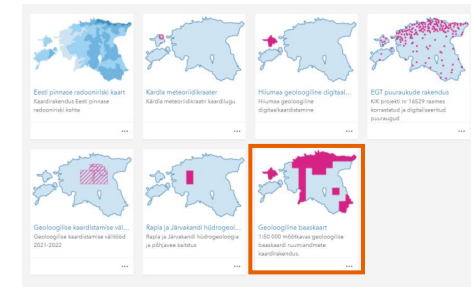 Eesti pinnase radooniriski kaart
Kaardirakendus Eesti pinnase
radooniriski kohta
...
Kärdla meteoriidikraater
Kärdla meteoriidikraatri kaardilugu
...
Hiiumaa geoloogiline digitaal...
Hiiumaa geoloogiline
digitaalkaardistamine
...
EGT puuraukude rakendus
KIK projekti nr 16529 raames
korrastatud ja digitaliseeritud
puuraugud
...
Geoloogilise kaardistamise väl...
Geoloogilise kaardistamise välitööd
2021-2022
...
Rapla ja Järvakandi hüdrogeol...
Rapla ja Järvakandi hüdrogeoloogia
ja põhjavee kaitstus
...
Geoloogiline baaskaart
1:50 000 mõõtkavas geoloogilise
baaskaardi ruumiandmete
kaardirakendus.
...